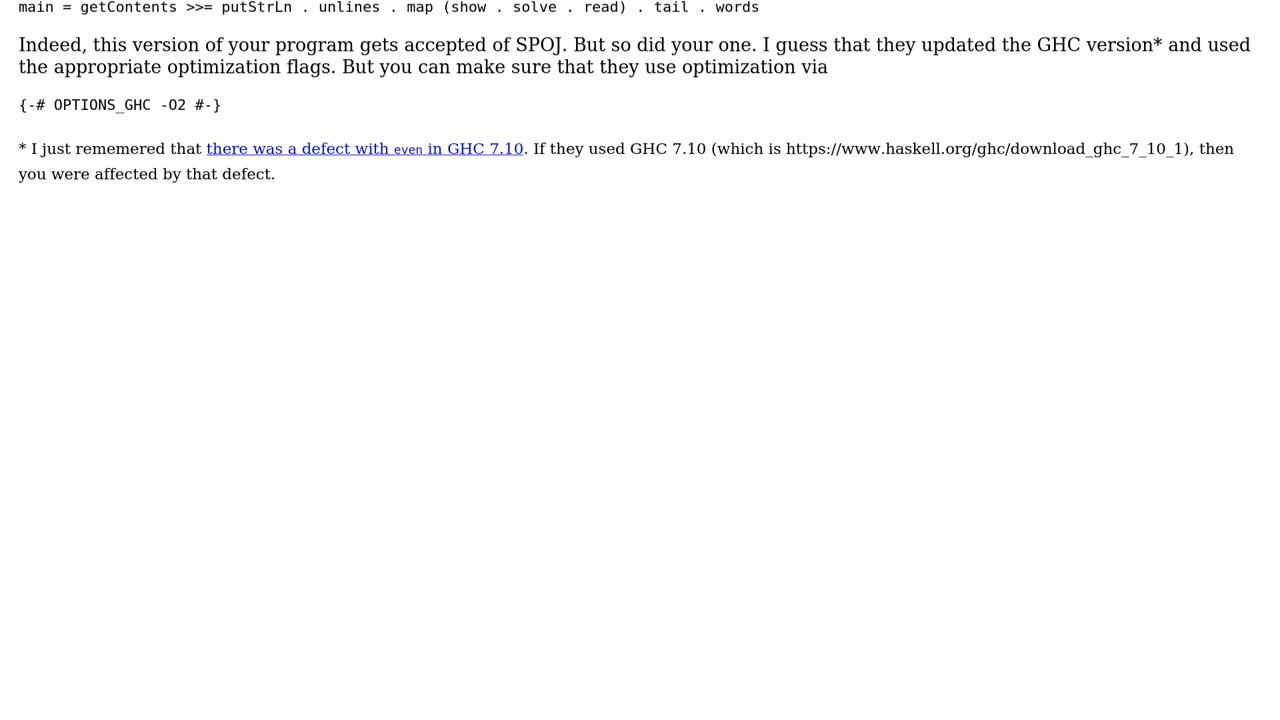 main = getContents >>= putStrLn . unlines . map (show . solve . read) . tail . words
Indeed, this version of your program gets accepted of SPOJ. But so did your one. I guess that they updated the GHC version* and used
the appropriate optimization flags. But you can make sure that they use optimization via
{-# OPTIONS_GHC -O2 #-}
* I just rememered that there was a defect with even in GHC 7.10. If they used GHC 7.10 (which is https://www.haskell.org/ghc/download_ghc_7_10_1), then
you were affected by that defect.